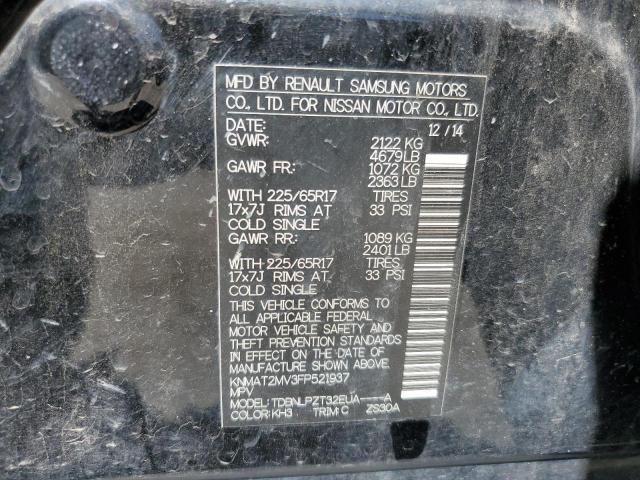 MFD BY RENAULT SAMSUNG MOTORS
CO., LTD. FOR NISSAN MOTOR CO., LTD.
DATE: 12/14
GVWR: 2122 KG
4679LB
GAWR FR: 1072 KG
2363 LB
WITH 225/65R17 TIRES
17x7J RIMS AT 33 PSI
COLD SINGLE
GAWR RR: 1089 KG
2401 LB
WITH 225/65R17 TIRES
17x7J RIMS AT 33 PSI
COLD SINGLE
THIS VEHICLE CONFORMS TO
ALL APPLICABLE FEDERAL
MOTOR VEHICLE SAFETY AND
THEFT PREVENTION STANDARDS
IN EFFECT ON THE DATE OF
MANUFACTURE SHOWN ABOVE.
KNMAT2MV3FP521937
MPV
MODEL: TDBNLPZT32EUA----A
COLOR: KH3 TRIM: C ZS30A